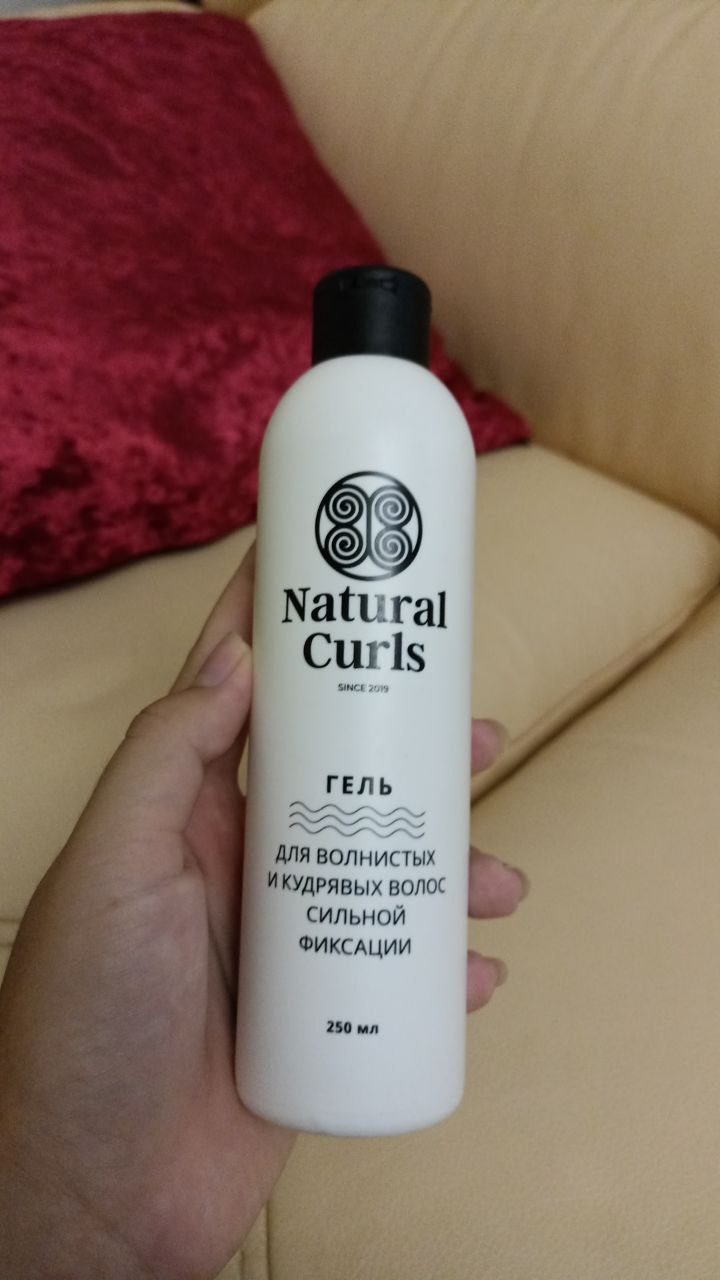 Natural
Curls
SINCE 2019
ГЕЛЬ
ДЛЯ ВОЛНИСТЫХ
И КУДРЯВЫХ ВОЛОС
СИЛЬНОЙ
ФИКСАЦИИ
250 мл